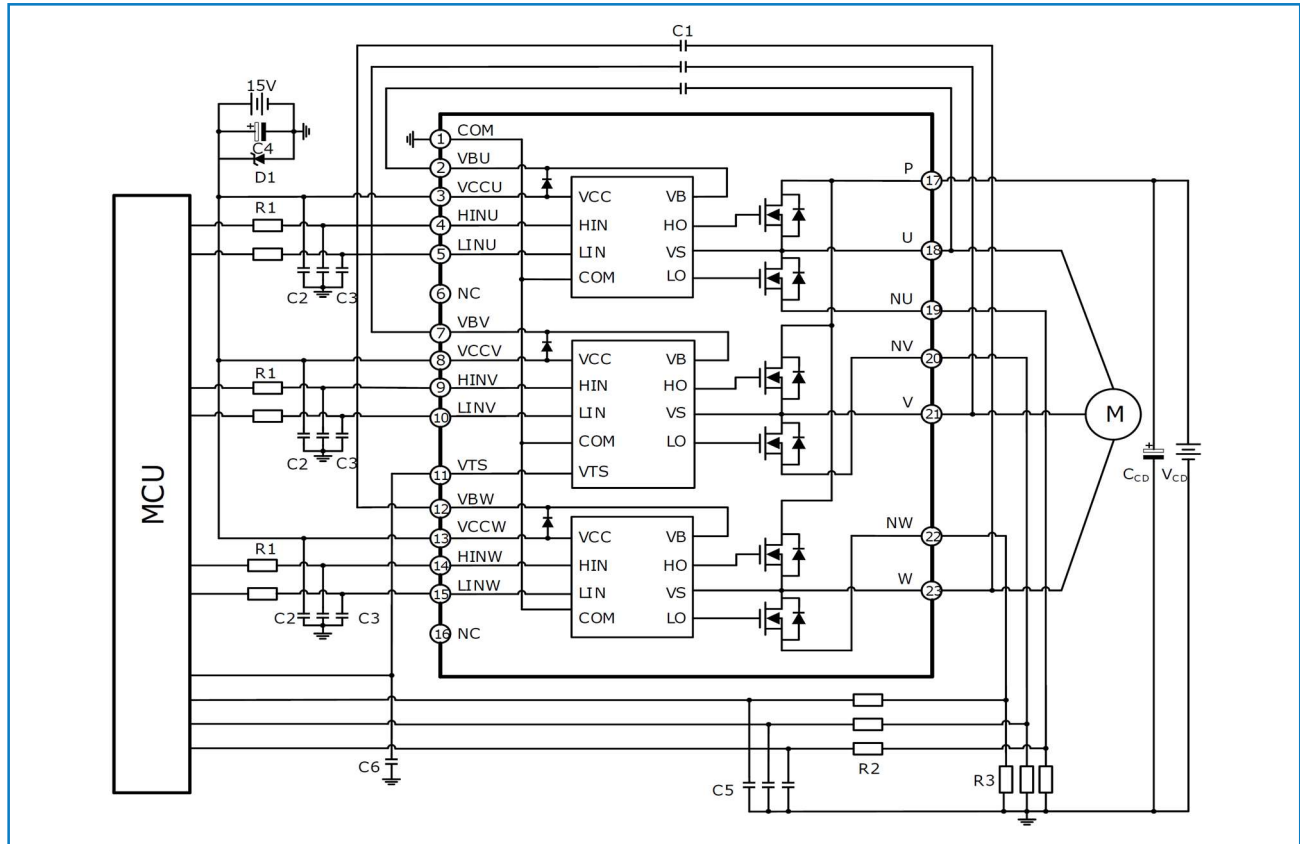 C1
15V
+
C4
D1
MCU
R1
C2
C3
R1
C2
C3
R1
C2
C3
1 COM
2 VBU
3 VCCU
4 HINU
5 LINU
6 NC
7 VBV
8 VCCV
9 HINV
10 LINV
11 VTS
12 VBW
13 VCCW
14 HINW
15 LINW
16 NC
VCC VB
HIN HO
LIN VS
COM LO
VCC VB
HIN HO
LIN VS
COM LO
VTS
VCC VB
HIN HO
LIN VS
COM LO
P 17
U 18
NU 19
NV 20
V 21
NW 22
W 23
M
+
CCD VCD
C6
C5
R2
R3